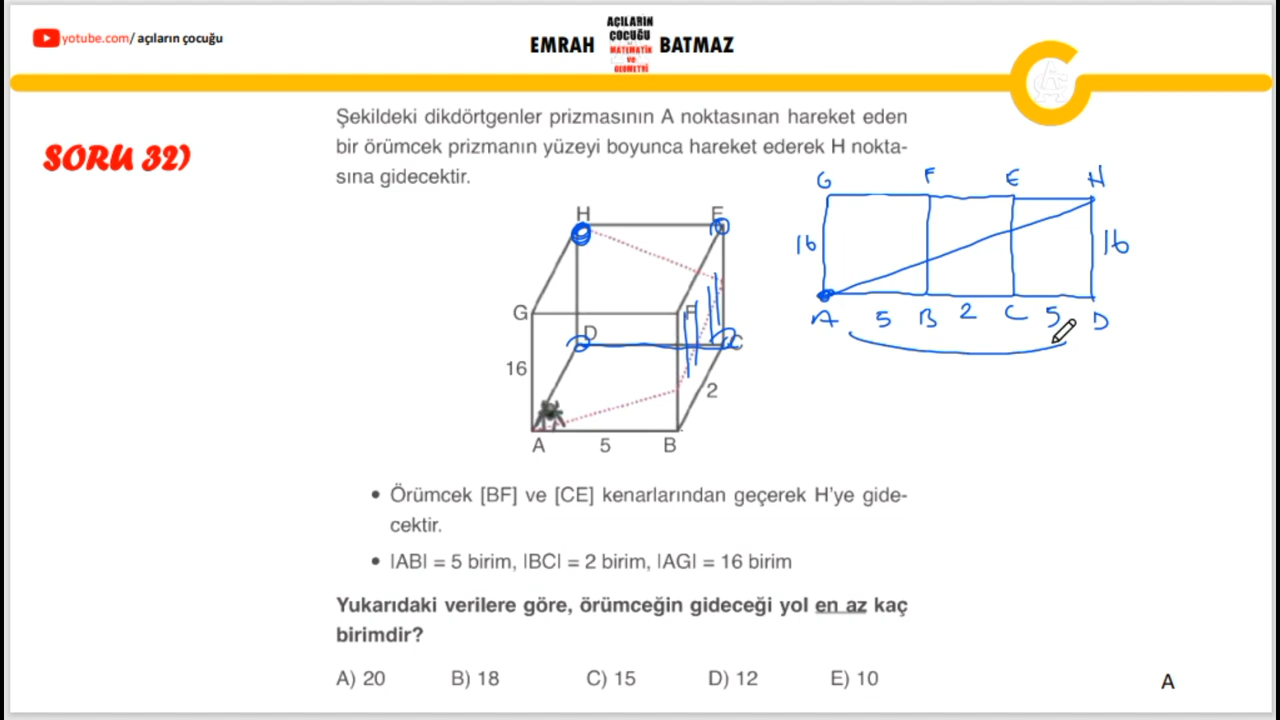 yotube.com/ açıların çocuğu
AÇILARIN
ÇOCUĞU
EMRAH BATMAZ
MATEMATİK
ve
GEOMETRİ
SORU 32)
Şekildeki dikdörtgenler prizmasının A noktasınan hareket eden
bir örümcek prizmanın yüzeyi boyunca hareket ederek H nokta-
sına gidecektir.
G F E H
16 16
A 5 B 2 C 5 D
H E
G F
D C
16
2
A 5 B
• Örümcek [BF] ve [CE] kenarlarından geçerek H'ye gide-
cektir.
• |AB| = 5 birim, |BC| = 2 birim, |AG| = 16 birim
Yukarıdaki verilere göre, örümceğin gideceği yol en az kaç
birimdir?
A) 20 B) 18 C) 15 D) 12 E) 10
A